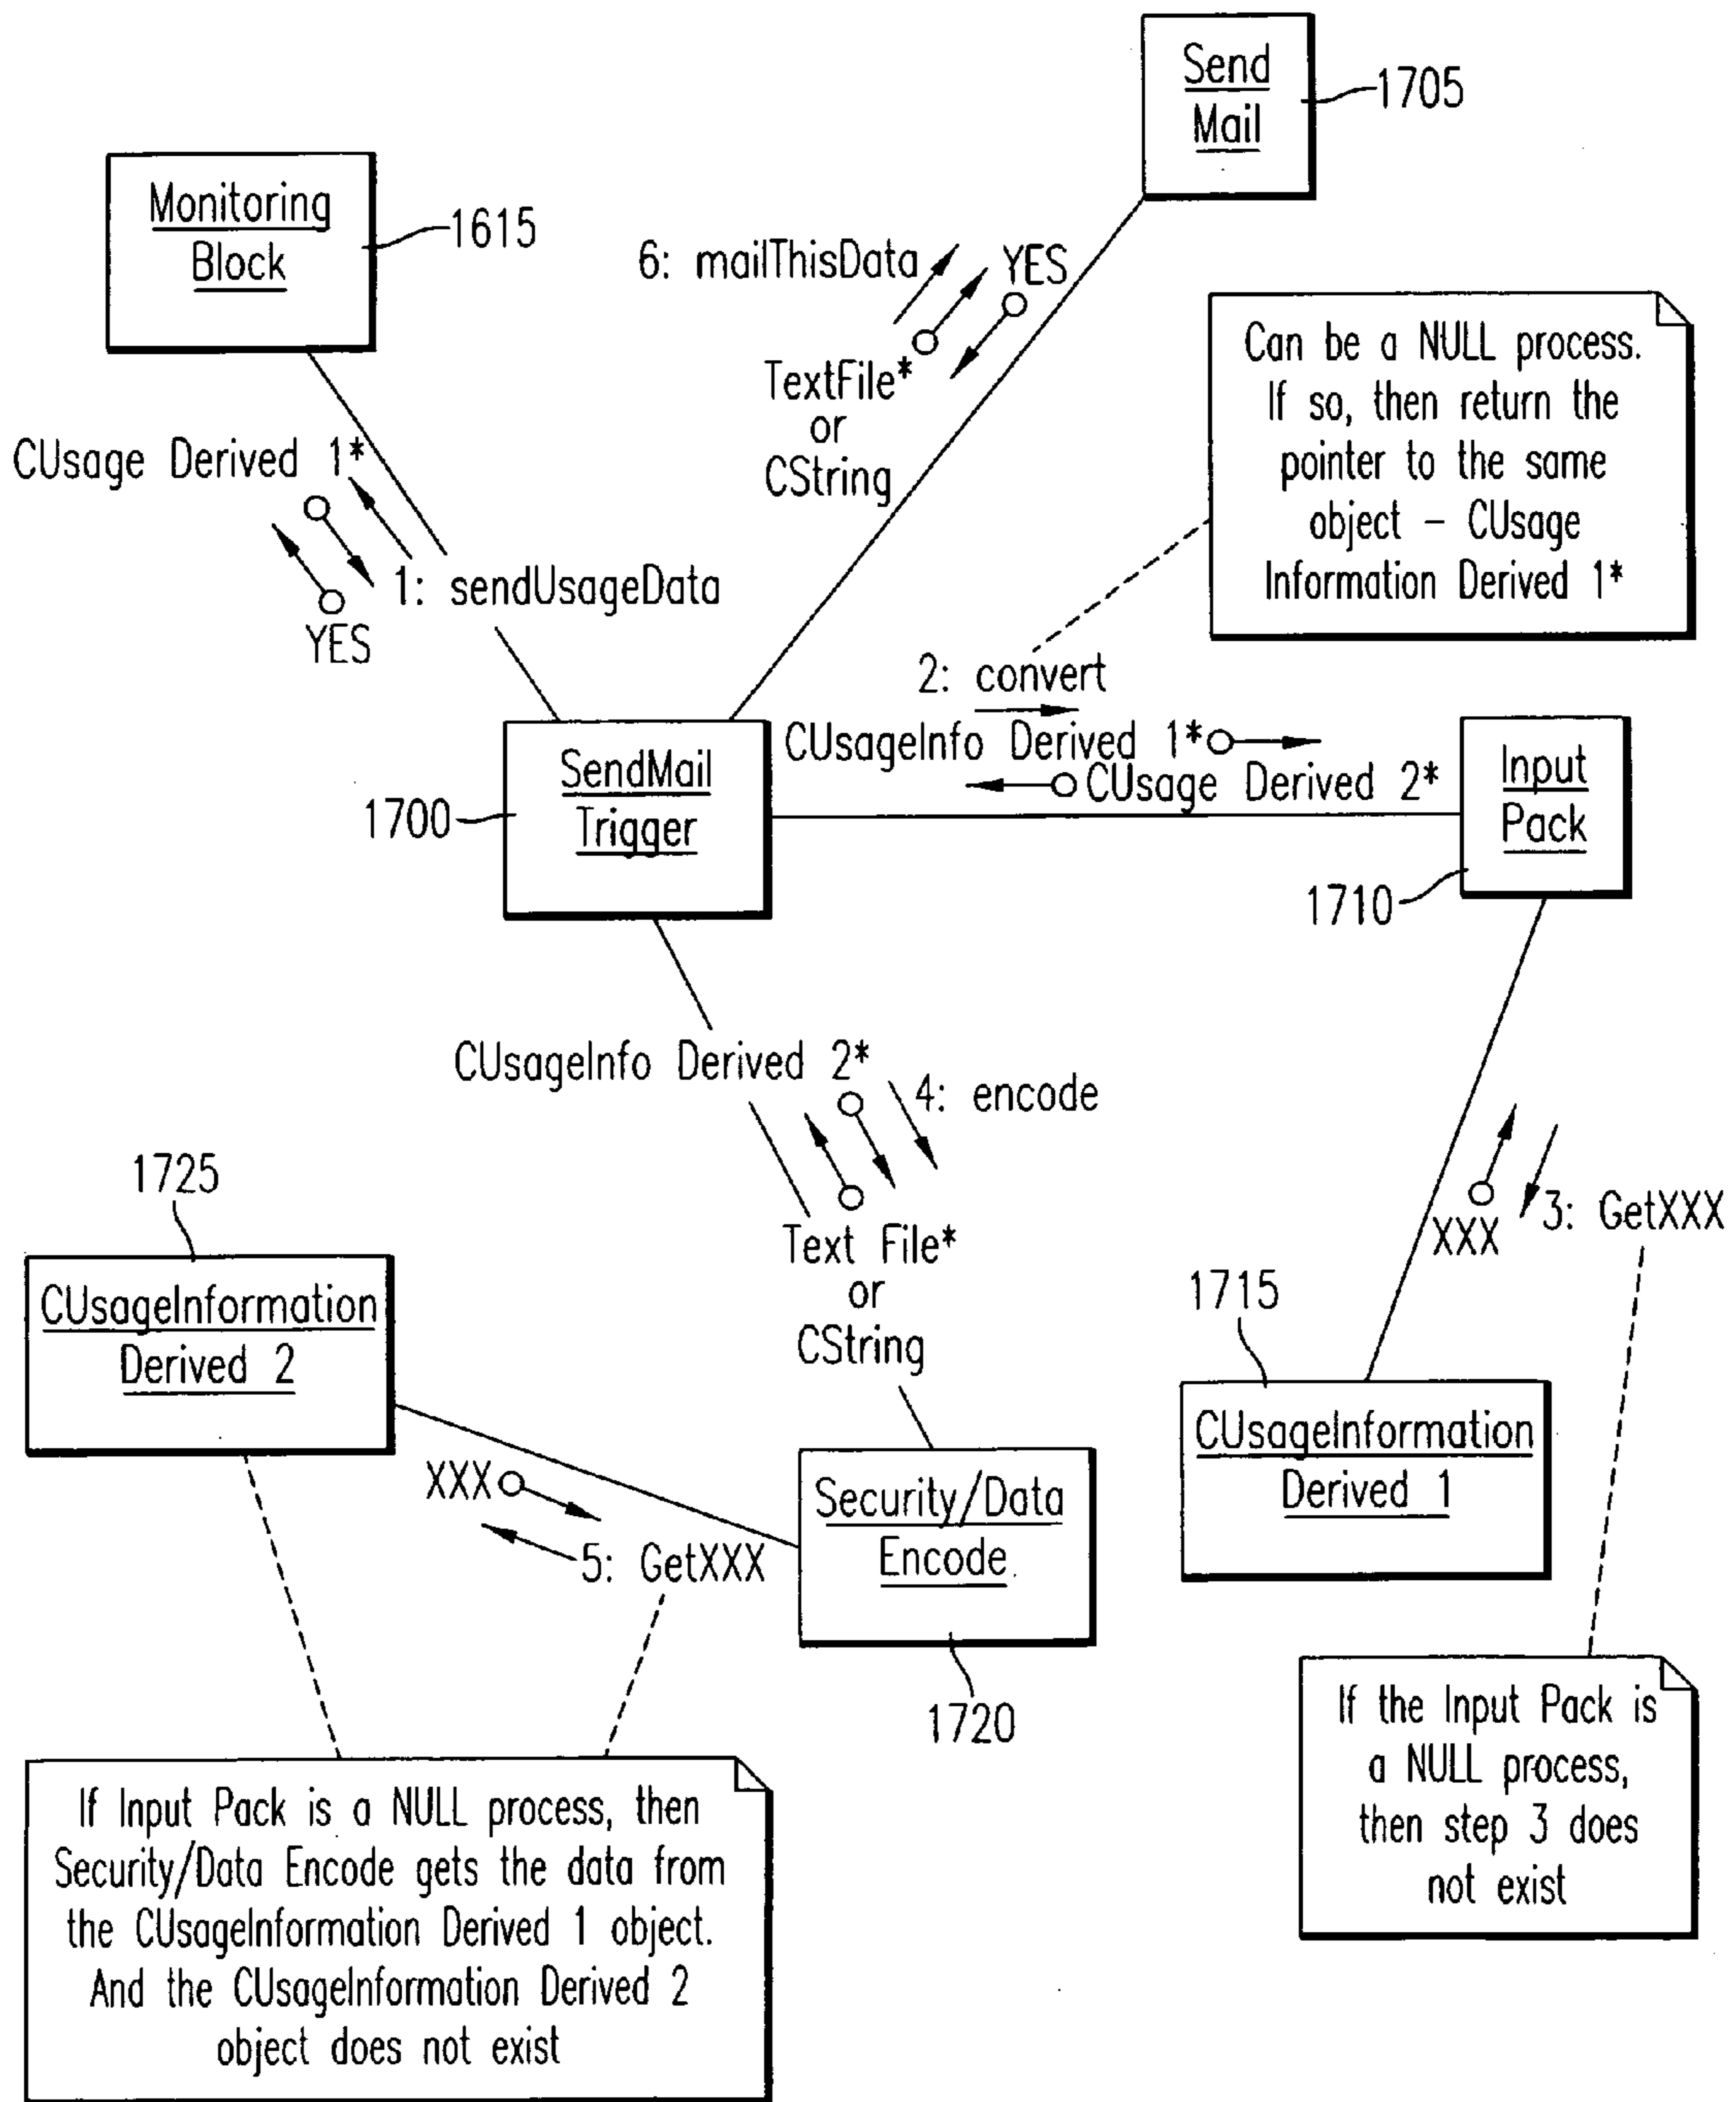 Send
Mail
1705
Monitoring
Block
1615
6: mailThisData
YES
TextFile*
or
CString
Can be a NULL process.
If so, then return the
pointer to the same
object – CUsage
Information Derived 1*
CUsage Derived 1*
1: sendUsageData
YES
2: convert
CUsageInfo Derived 1*
CUsage Derived 2*
SendMail
Trigger
1700
Input
Pack
1710
CUsageInfo Derived 2*
4: encode
Text File*
or
CString
XXX
3: GetXXX
1725
CUsageInformation
Derived 2
1715
CUsageInformation
Derived 1
XXX
5: GetXXX
Security/Data
Encode
1720
If the Input Pack is
a NULL process,
then step 3 does
not exist
If Input Pack is a NULL process, then
Security/Data Encode gets the data from
the CUsageInformation Derived 1 object.
And the CUsageInformation Derived 2
object does not exist